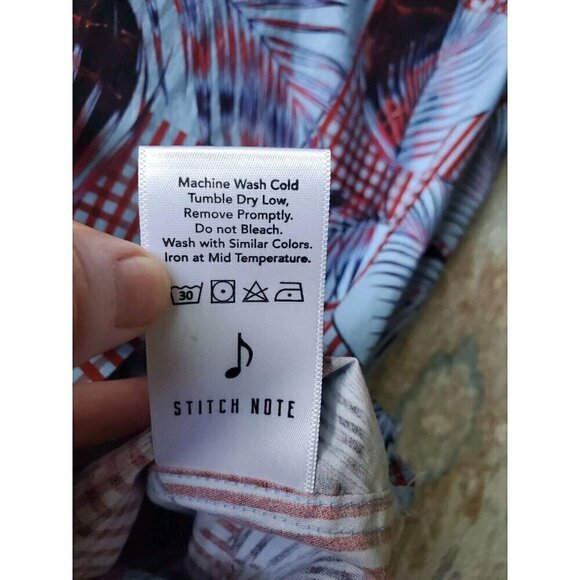 Machine Wash Cold
Tumble Dry Low,
Remove Promptly.
Do not Bleach.
Wash with Similar Colors.
Iron at Mid Temperature.
30
STITCH NOTE